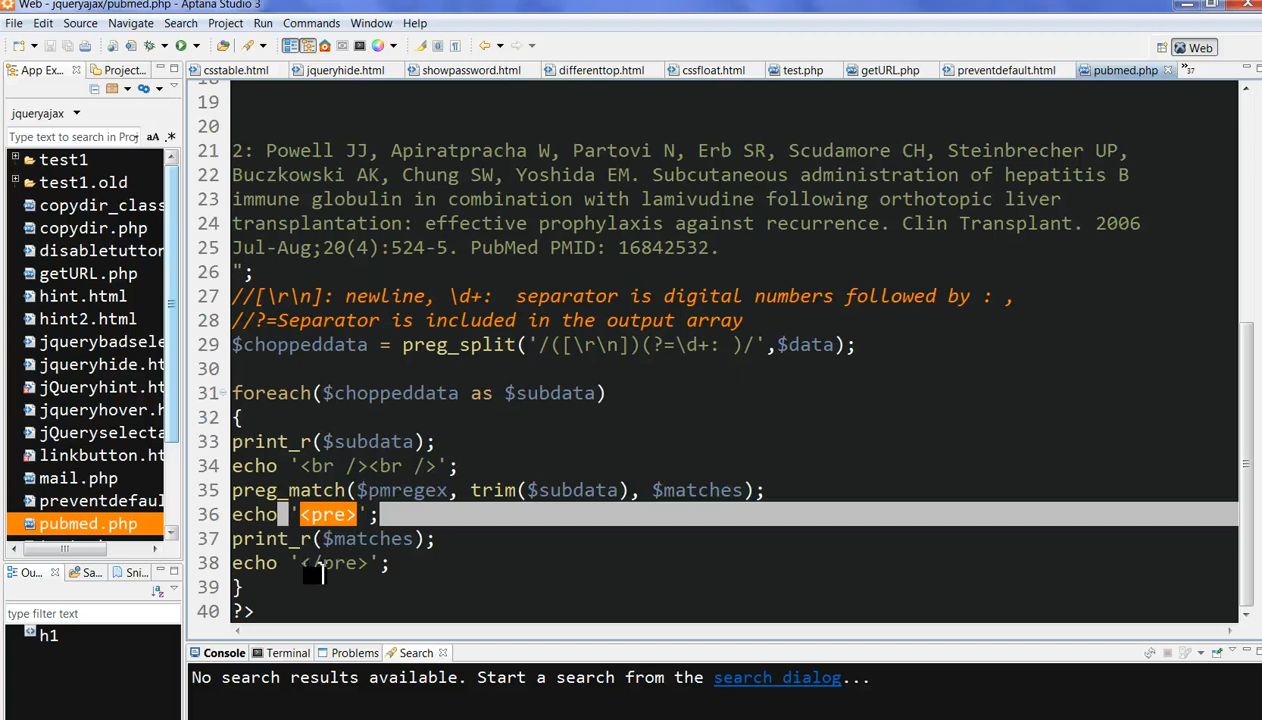 Web - jqueryajax/pubmed.php - Aptana Studio 3
File Edit Source Navigate Search Project Run Commands Window Help
Web
App Ex
Project
csstable.html
jqueryhide.html
showpassword.html
differenttop.html
cssfloat.html
test.php
getURL.php
preventdefault.html
pubmed.php
»37
jqueryajax
Type text to search in Pro
aA .*
test1
test1.old
copydir_class
copydir.php
disabletutton
getURL.php
hint.html
hint2.html
jquerybadsele
jqueryhide.ht
jQueryhint.ht
jqueryhover.h
jQueryselecta
linkbutton.ht
mail.php
preventdefaul
pubmed.php
Ou
Sa
Sni
type filter text
h1
19
20
21 2: Powell JJ, Apiratpracha W, Partovi N, Erb SR, Scudamore CH, Steinbrecher UP,
22 Buczkowski AK, Chung SW, Yoshida EM. Subcutaneous administration of hepatitis B
23 immune globulin in combination with lamivudine following orthotopic liver
24 transplantation: effective prophylaxis against recurrence. Clin Transplant. 2006
25 Jul-Aug;20(4):524-5. PubMed PMID: 16842532.
26 ";
27 //[\r\n]: newline, \d+:  separator is digital numbers followed by : ,
28 //?=Separator is included in the output array
29 $choppeddata = preg_split('/([\r\n])(?=\d+: )/',$data);
30
31 foreach($choppeddata as $subdata)
32 {
33 print_r($subdata);
34 echo '<br /><br />';
35 preg_match($pmregex, trim($subdata), $matches);
36 echo '<pre>';
37 print_r($matches);
38 echo '</pre>';
39 }
40 ?>
Console
Terminal
Problems
Search
No search results available. Start a search from the search dialog...